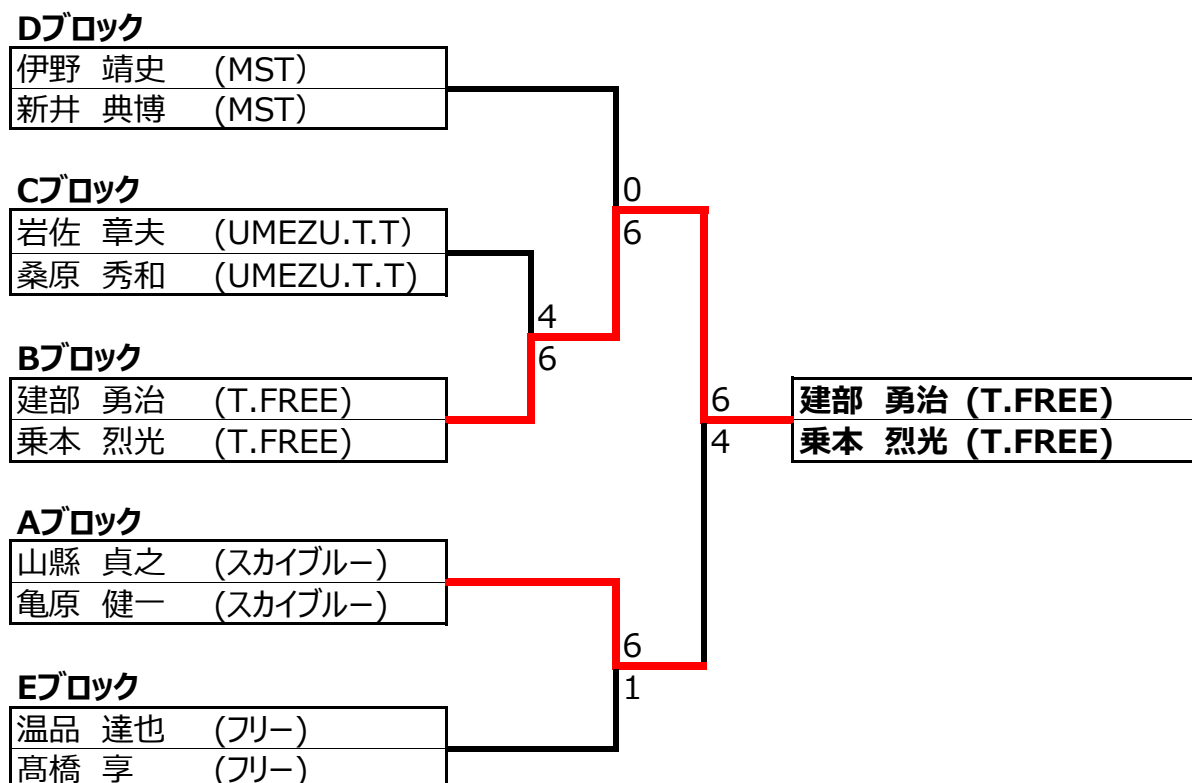 Dブロック
伊野 靖史 (MST)
新井 典博 (MST)
Cブロック
0
岩佐 章夫 (UMEZU.T.T)
6
桑原 秀和 (UMEZU.T.T)
4
Bブロック
6
建部 勇治 (T.FREE)
乗本 烈光 (T.FREE)
6
建部 勇治 (T.FREE)
4
乗本 烈光 (T.FREE)
Aブロック
山縣 貞之 (スカイブルー)
亀原 健一 (スカイブルー)
6
Eブロック
1
温品 達也 (フリー)
髙橋 享 (フリー)